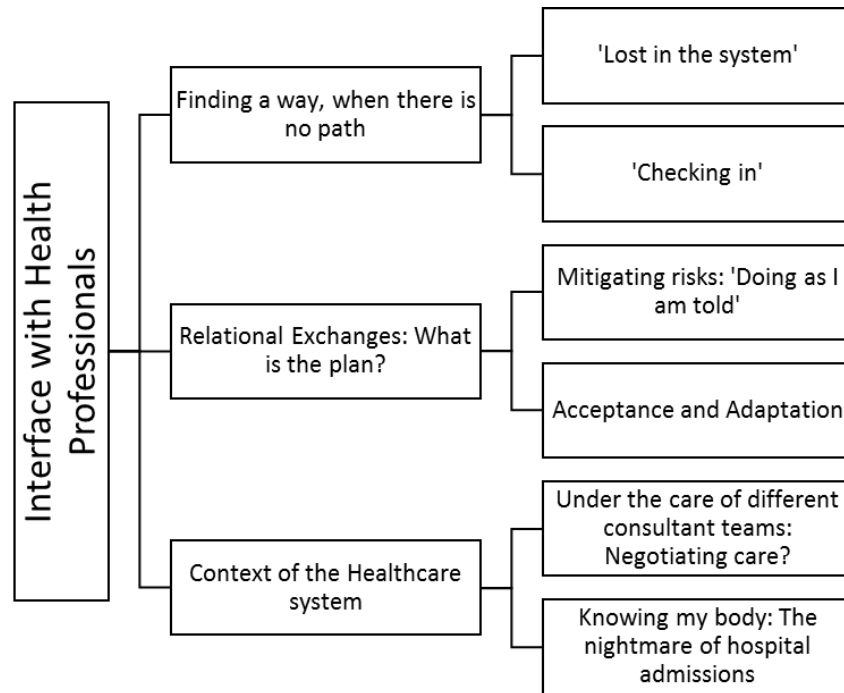 Interface with Health
Professionals
Finding a way, when there is
no path
'Lost in the system'
'Checking in'
Relational Exchanges: What
is the plan?
Mitigating risks: 'Doing as I
am told'
Acceptance and Adaptation
Context of the Healthcare
system
Under the care of different
consultant teams:
Negotiating care?
Knowing my body: The
nightmare of hospital
admissions